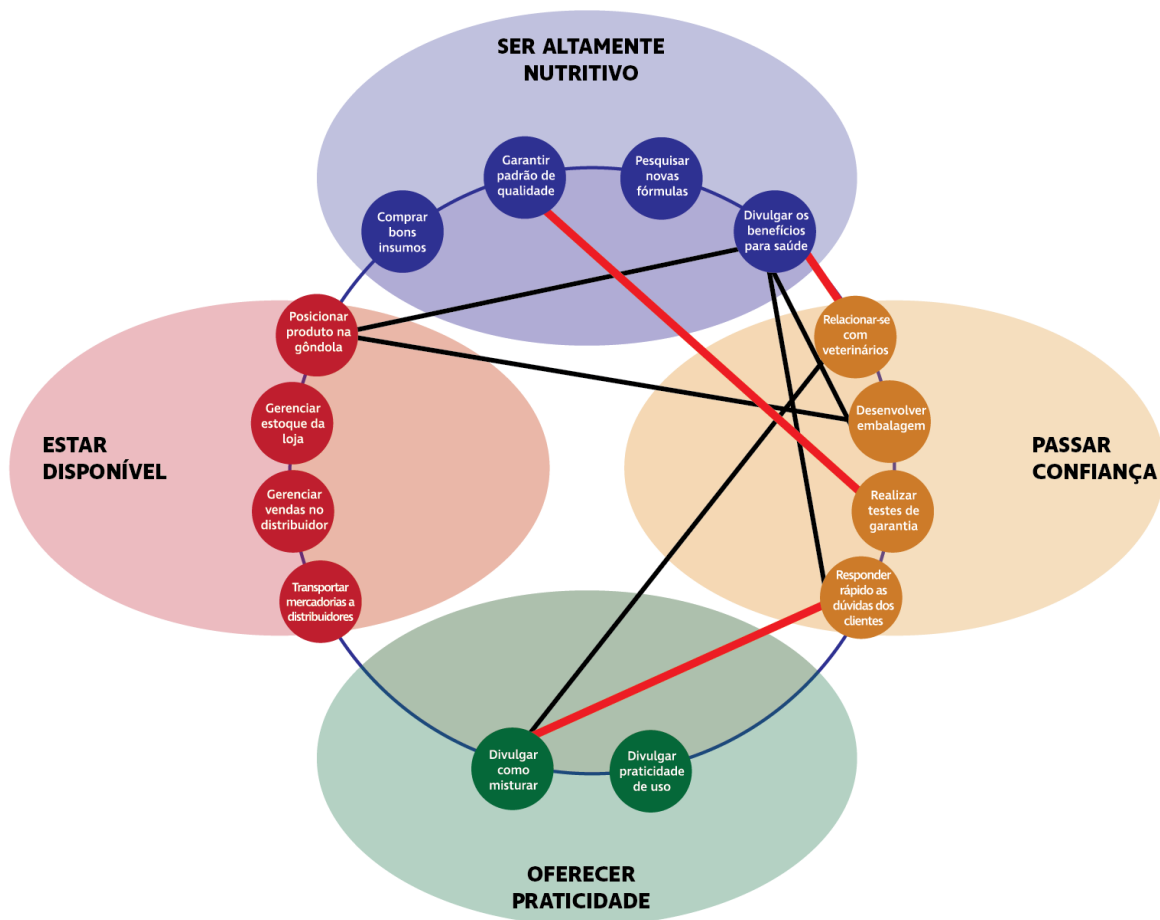 SER ALTAMENTE
NUTRITIVO
Garantir
padrão de
qualidade
Pesquisar
novas
fórmulas
Comprar
bons
insumos
Divulgar os
benefícios
para saúde
Posicionar
produto na
gôndola
Relacionar-se
com
veterinários
Gerenciar
estoque da
loja
Desenvolver
embalagem
ESTAR
DISPONÍVEL
PASSAR
CONFIANÇA
Gerenciar
vendas no
distribuidor
Realizar
testes de
garantia
Transportar
mercadorias a
distribuidores
Responder
rápido as
dúvidas dos
clientes
Divulgar
como
misturar
Divulgar
praticidade
de uso
OFERECER
PRATICIDADE